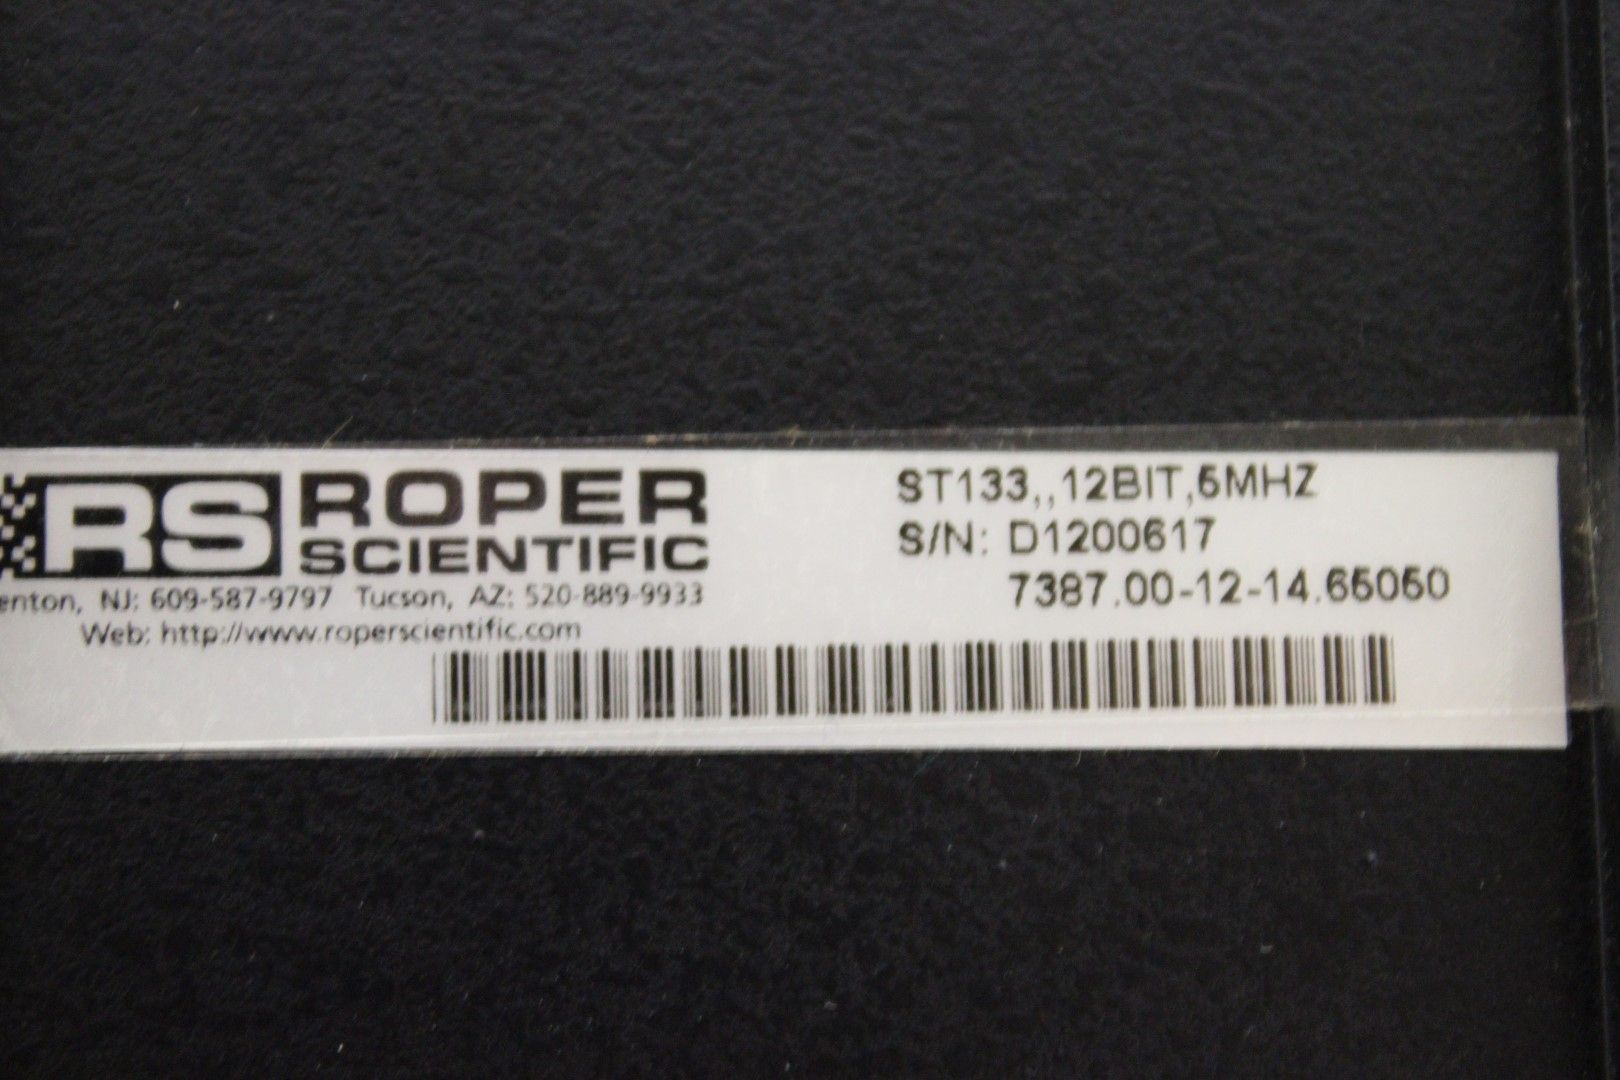 RS ROPER SCIENTIFIC
enton, NJ: 609-587-9797 Tucson, AZ: 520-889-9933
Web: http://www.roperscientific.com
ST133,,12BIT,5MHZ
S/N: D1200617
7387.00-12-14.65050